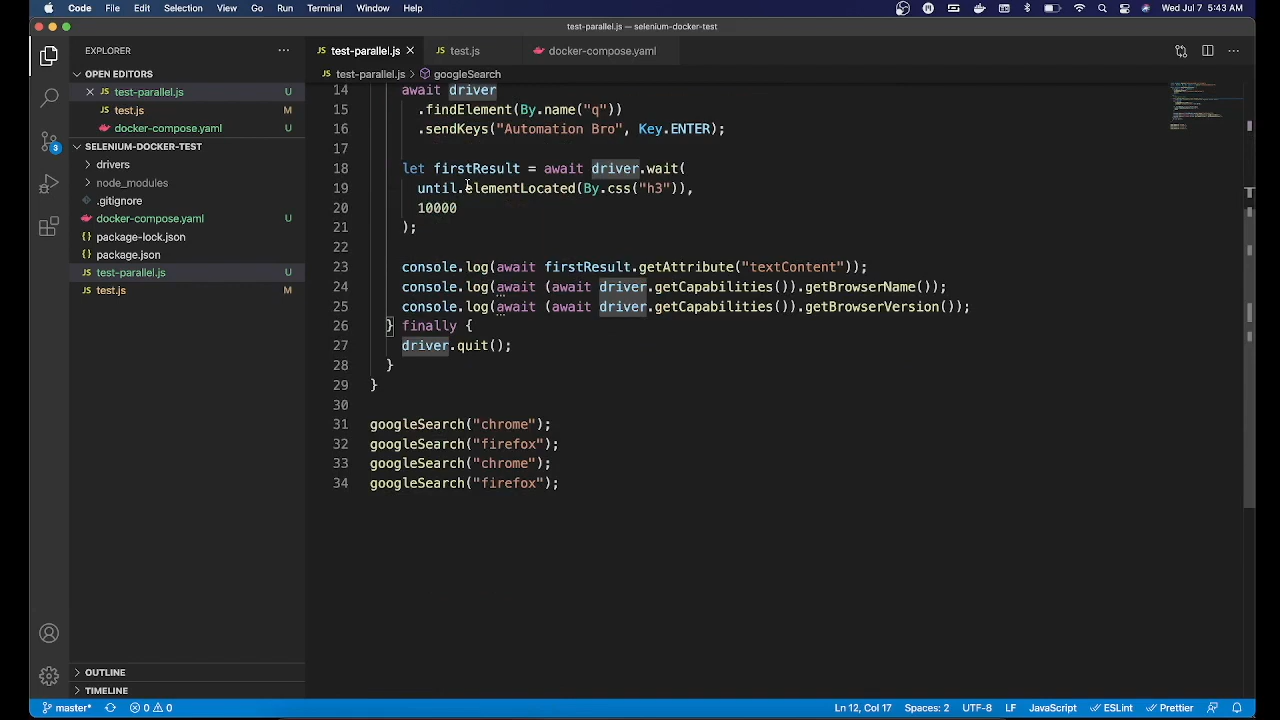 Code File Edit Selection View Go Run Terminal Window Help Wed Jul 7 5:43 AM
test-parallel.js — selenium-docker-test
EXPLORER
test-parallel.js
test.js
docker-compose.yaml
OPEN EDITORS
test-parallel.js U
test.js M
docker-compose.yaml U
SELENIUM-DOCKER-TEST
drivers
node_modules
.gitignore
docker-compose.yaml U
package-lock.json
package.json
test-parallel.js U
test.js M
OUTLINE
TIMELINE
3
test-parallel.js > googleSearch
14 await driver
15 .findElement(By.name("q"))
16 .sendKeys("Automation Bro", Key.ENTER);
17
18 let firstResult = await driver.wait(
19 until.elementLocated(By.css("h3")),
20 10000
21 );
22
23 console.log(await firstResult.getAttribute("textContent"));
24 console.log(await (await driver.getCapabilities()).getBrowserName());
25 console.log(await (await driver.getCapabilities()).getBrowserVersion());
26 } finally {
27 driver.quit();
28 }
29 }
30
31 googleSearch("chrome");
32 googleSearch("firefox");
33 googleSearch("chrome");
34 googleSearch("firefox");
master* 0 0 Ln 12, Col 17 Spaces: 2 UTF-8 LF JavaScript ESLint Prettier